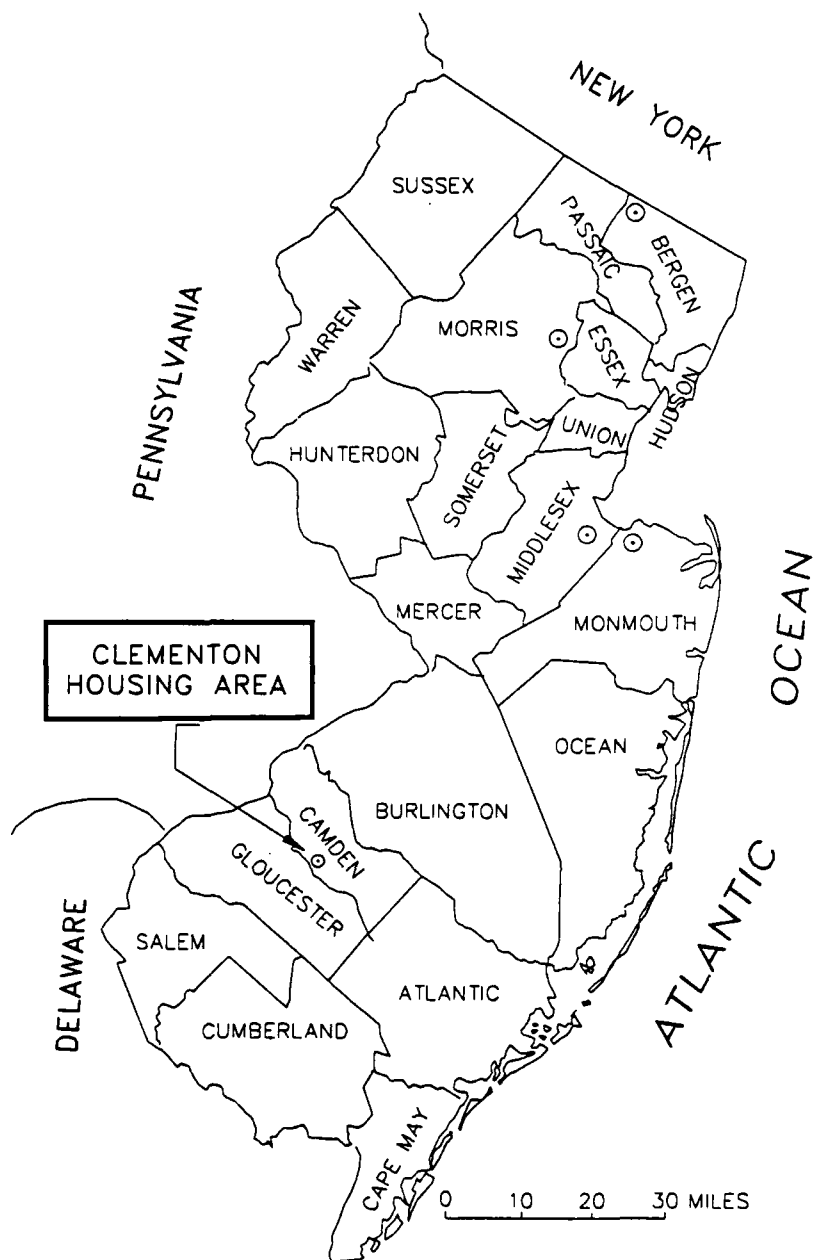 NEW YORK
SUSSEX
PASSAIC
BERGEN
WARREN
MORRIS
ESSEX
HUDSON
PENNSYLVANIA
UNION
HUNTERDON
SOMERSET
MIDDLESEX
MERCER
MONMOUTH
OCEAN
CLEMENTON
HOUSING AREA
OCEAN
BURLINGTON
CAMDEN
GLOUCESTER
ATLANTIC
DELAWARE
SALEM
ATLANTIC
CUMBERLAND
CAPE MAY
0 10 20 30 MILES